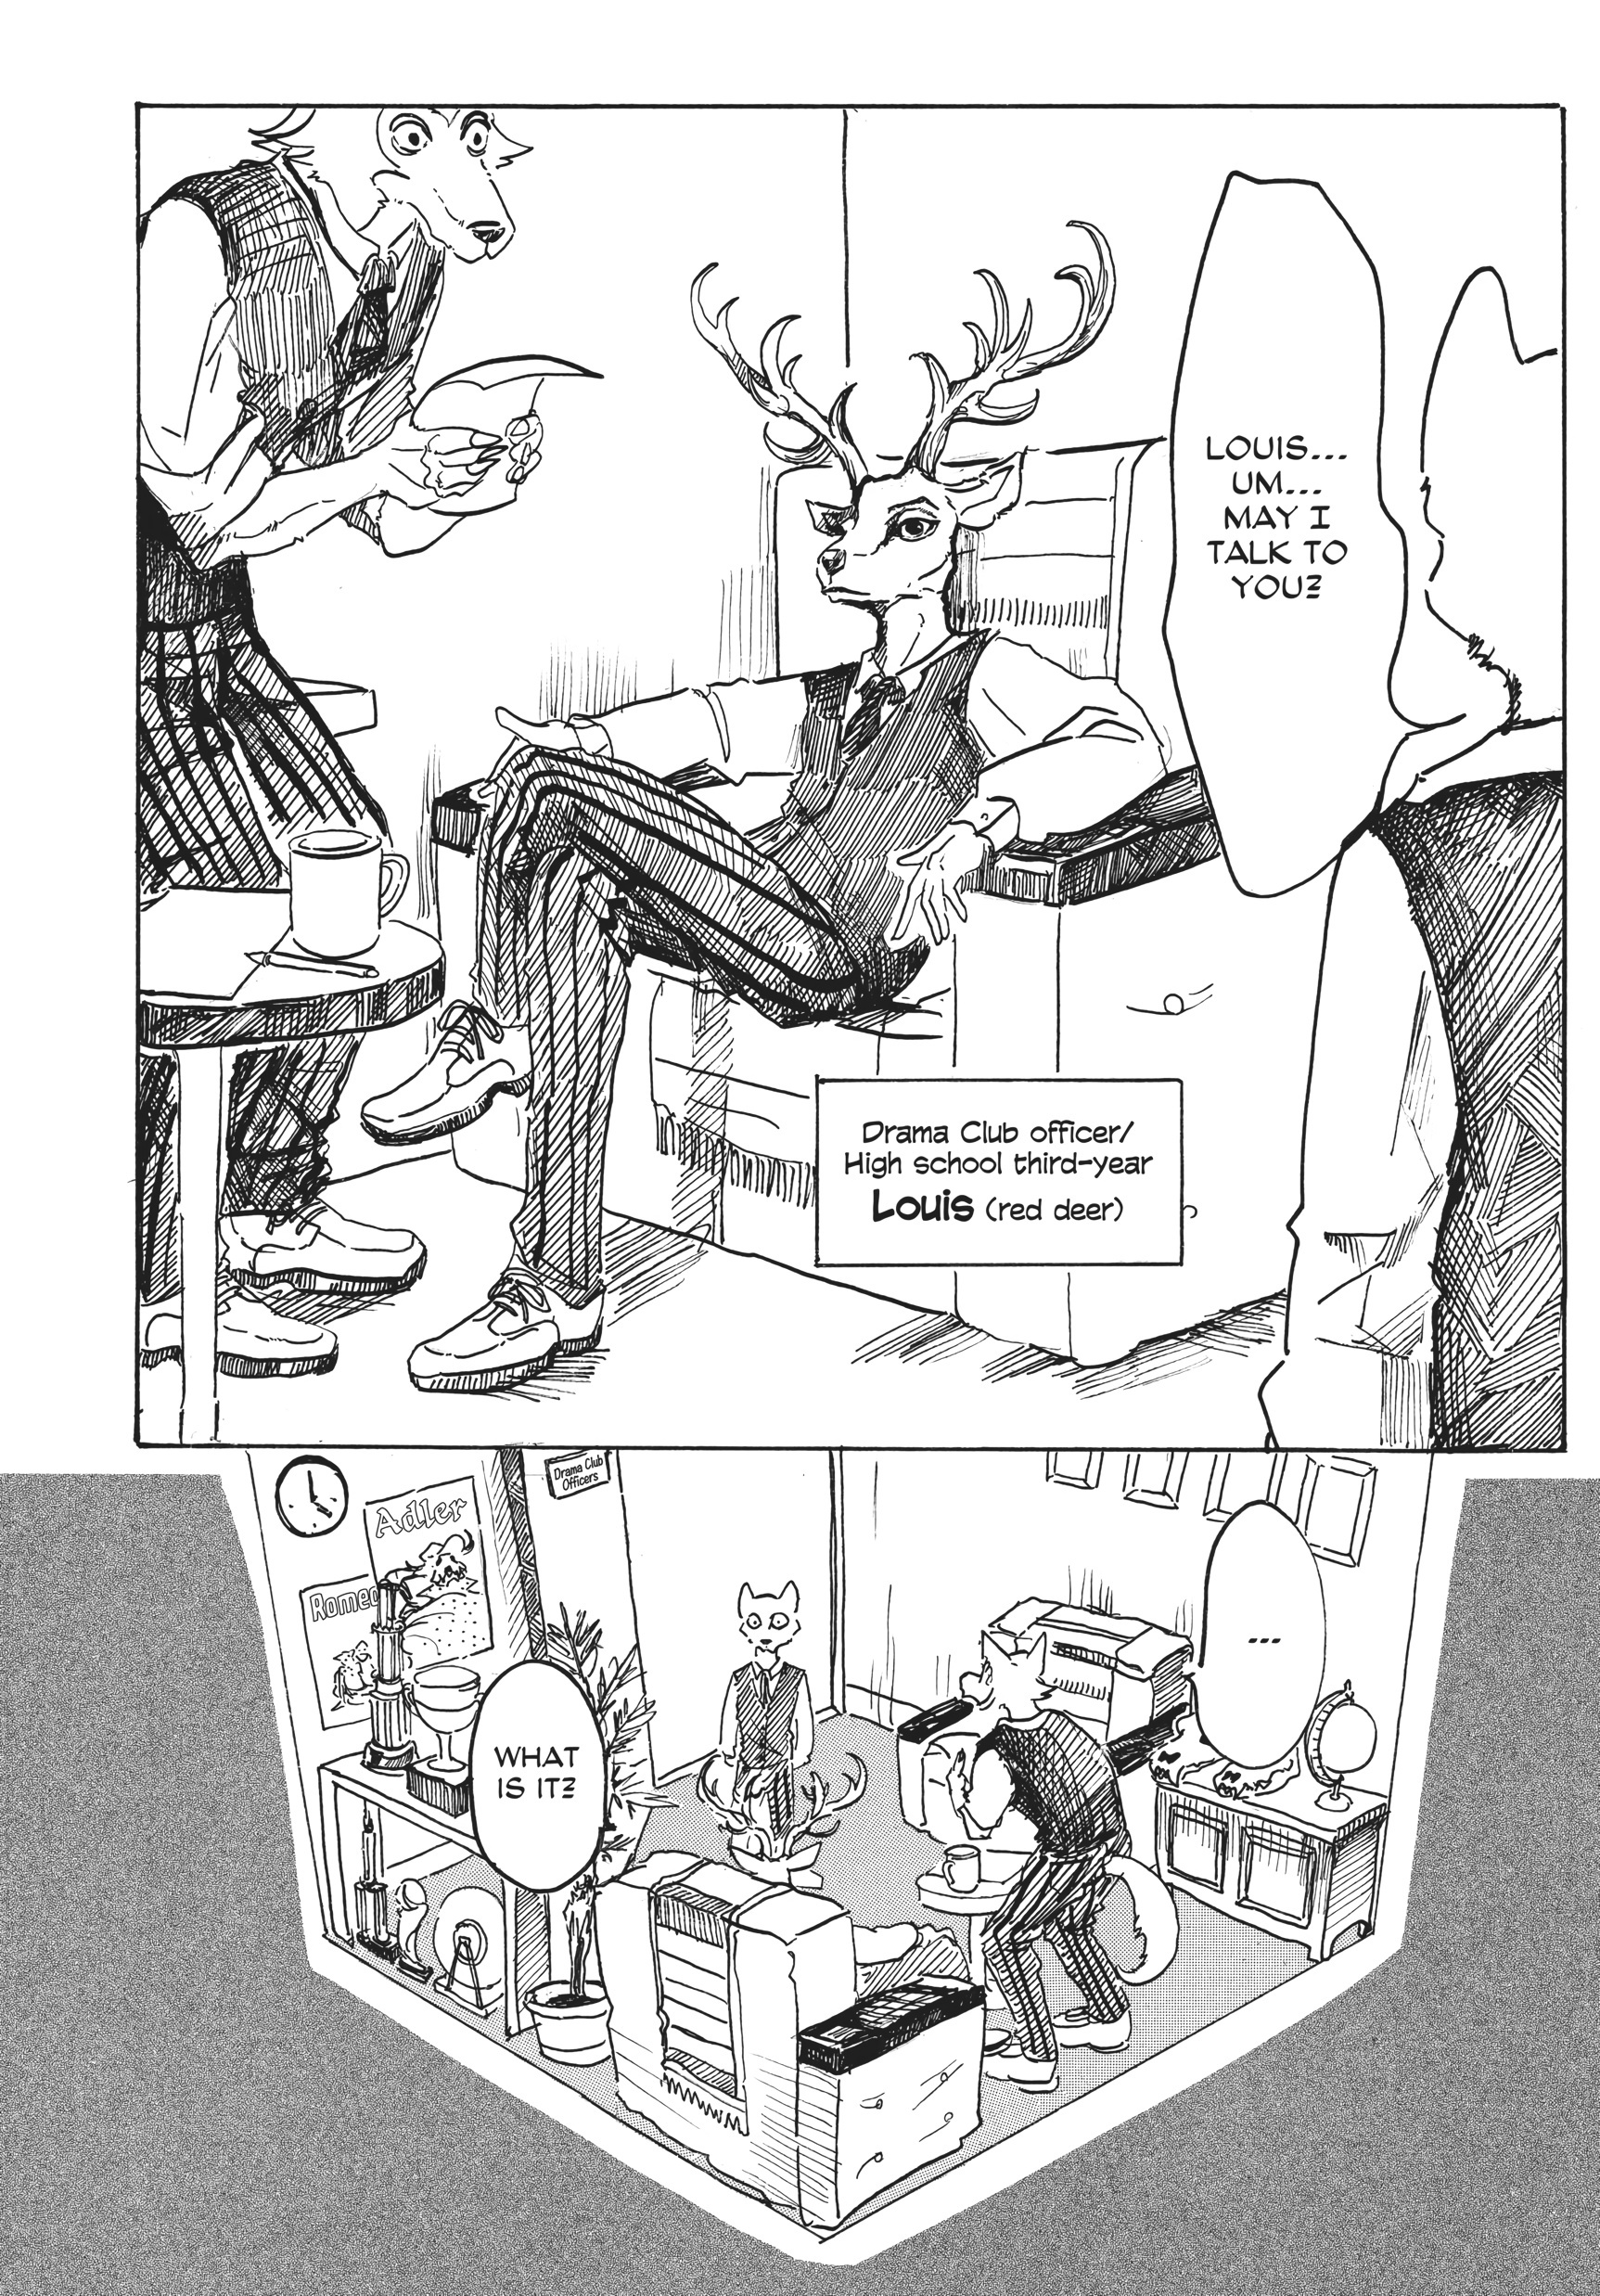 LOUIS...
UM...
MAY I
TALK TO
YOU?
Drama Club officer/
High school third-year
Louis (red deer)
Drama Club
Officers
Adler
Romeo
...
WHAT
IS IT?